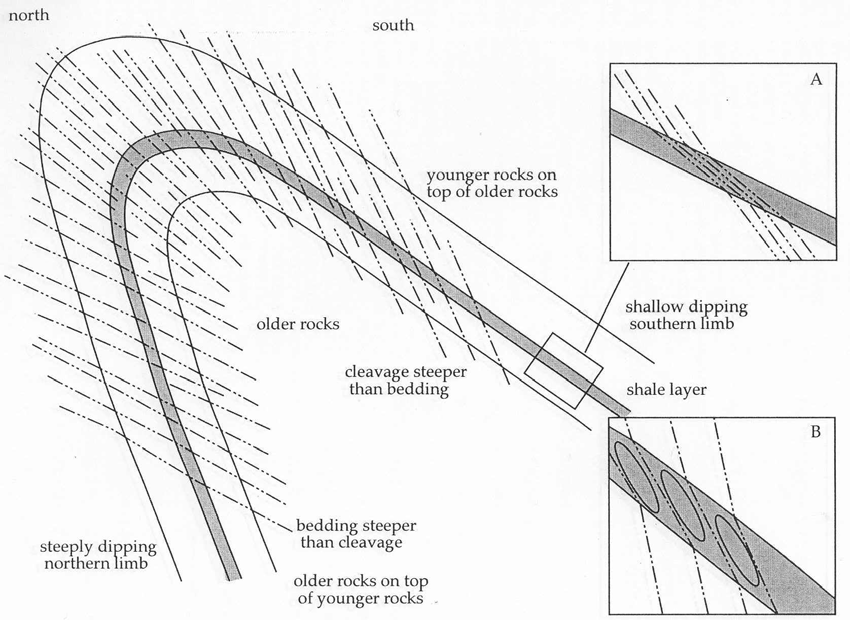 north
south
A
younger rocks on
top of older rocks
shallow dipping
southern limb
older rocks
cleavage steeper
than bedding
shale layer
B
bedding steeper
than cleavage
steeply dipping
northern limb
older rocks on top
of younger rocks